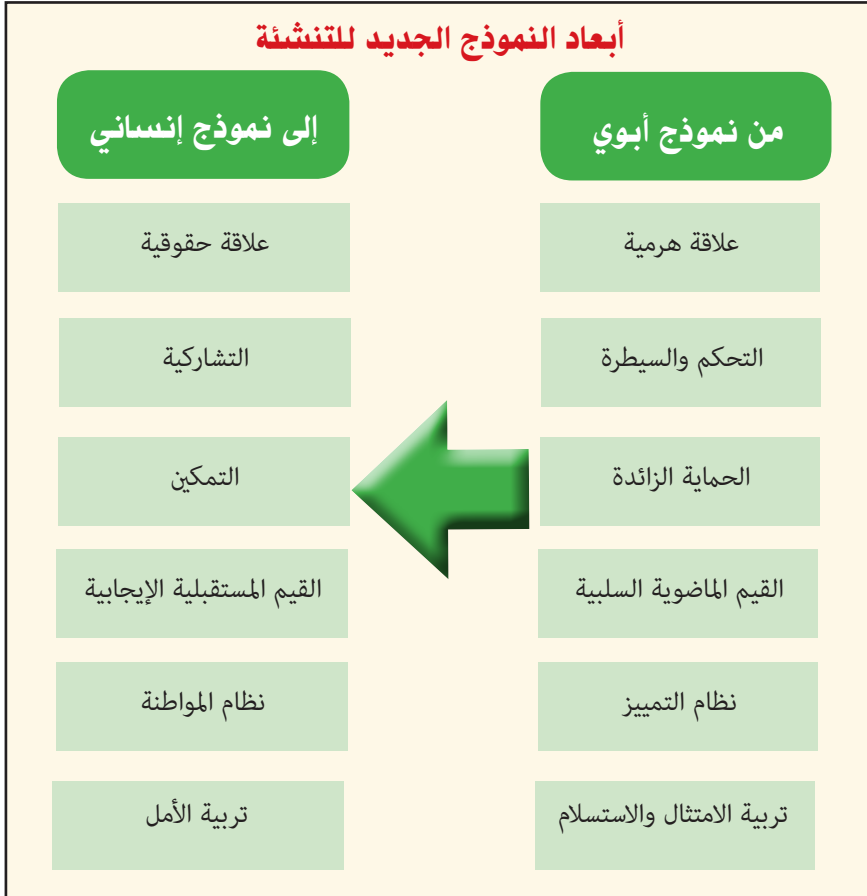 أبعاد النموذج الجديد للتنشئة
من نموذج أبوي
إلى نموذج إنساني
علاقة هرمية
علاقة حقوقية
التحكم والسيطرة
التشاركية
الحماية الزائدة
التمكين
القيم الماضوية السلبية
القيم المستقبلية الإيجابية
نظام التمييز
نظام المواطنة
تربية الامتثال والاستسلام
تربية الأمل